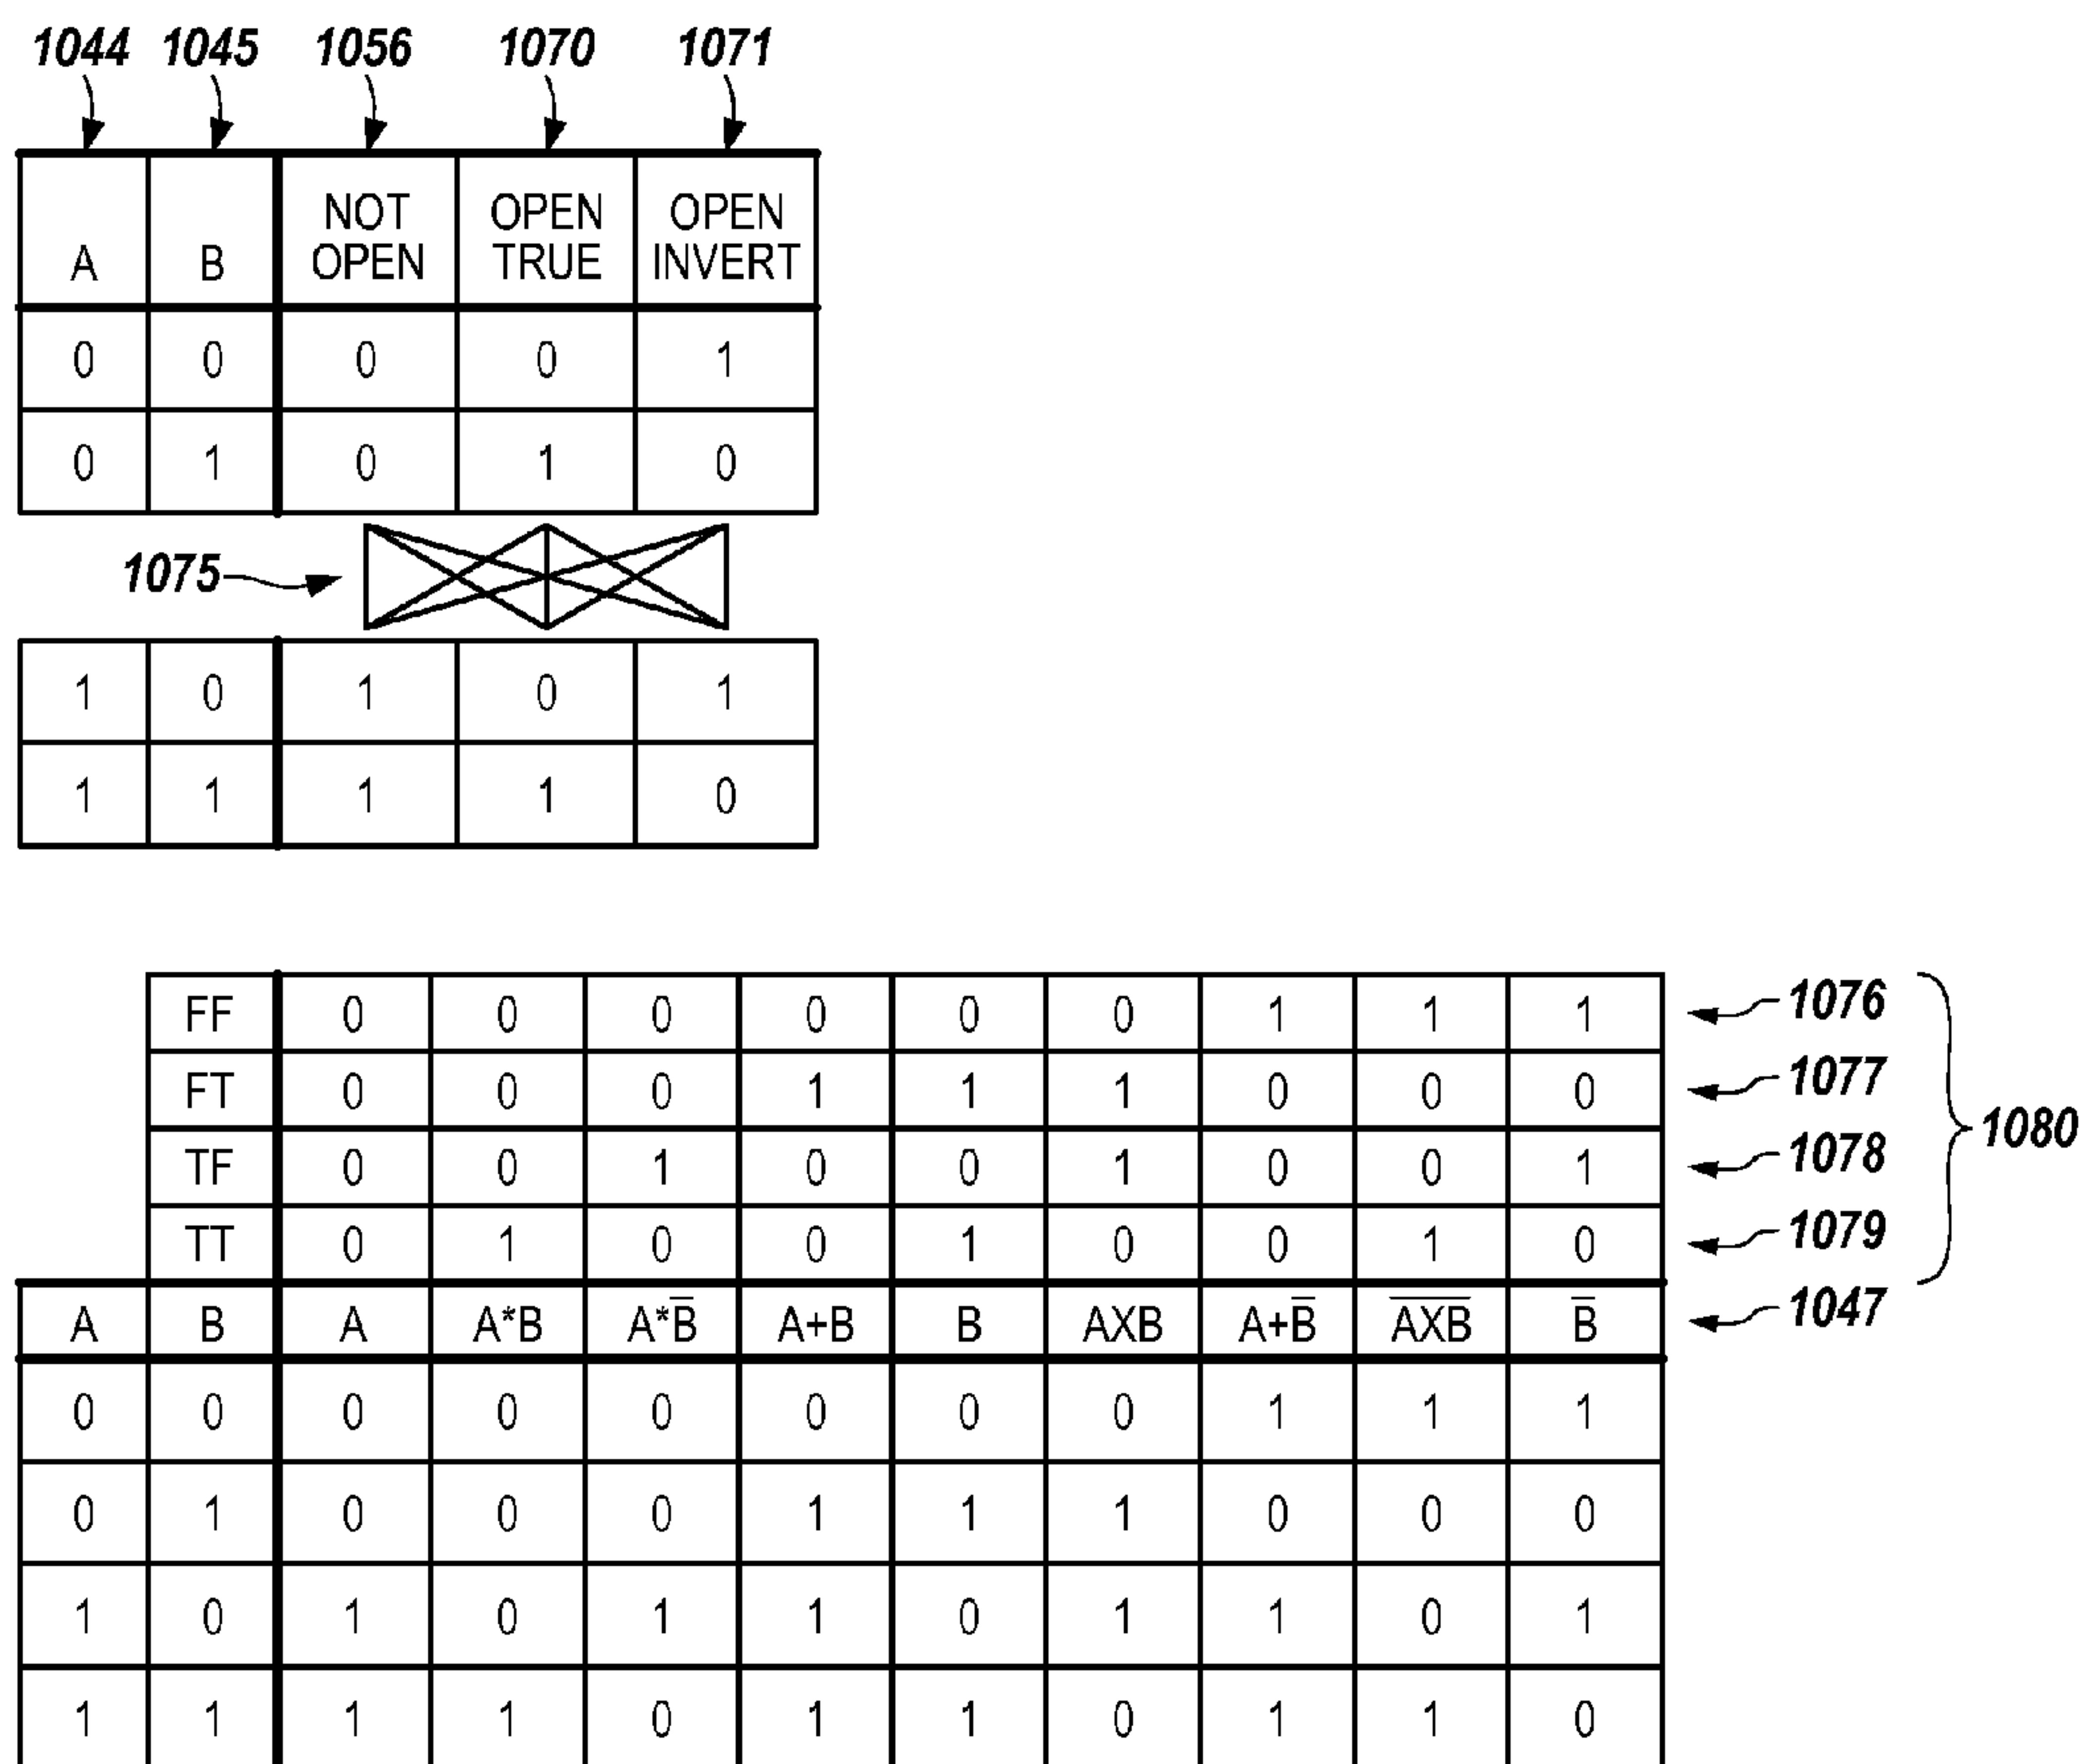 1044 1045 1056 1070 1071
A B NOT OPEN OPEN TRUE OPEN INVERT
0 0 0 0 1
0 1 0 1 0
1075
1 0 1 0 1
1 1 1 1 0
FF 0 0 0 0 0 0 1 1 1 1076
FT 0 0 0 1 1 1 0 0 0 1077
1080
TF 0 0 1 0 0 1 0 0 1 1078
TT 0 1 0 0 1 0 0 1 0 1079
A B A A*B A*B̅ A+B B AXB A+B̅ A̅X̅B̅ B̅ 1047
0 0 0 0 0 0 0 0 1 1 1
0 1 0 0 0 1 1 1 0 0 0
1 0 1 0 1 1 0 1 1 0 1
1 1 1 1 0 1 1 0 1 1 0